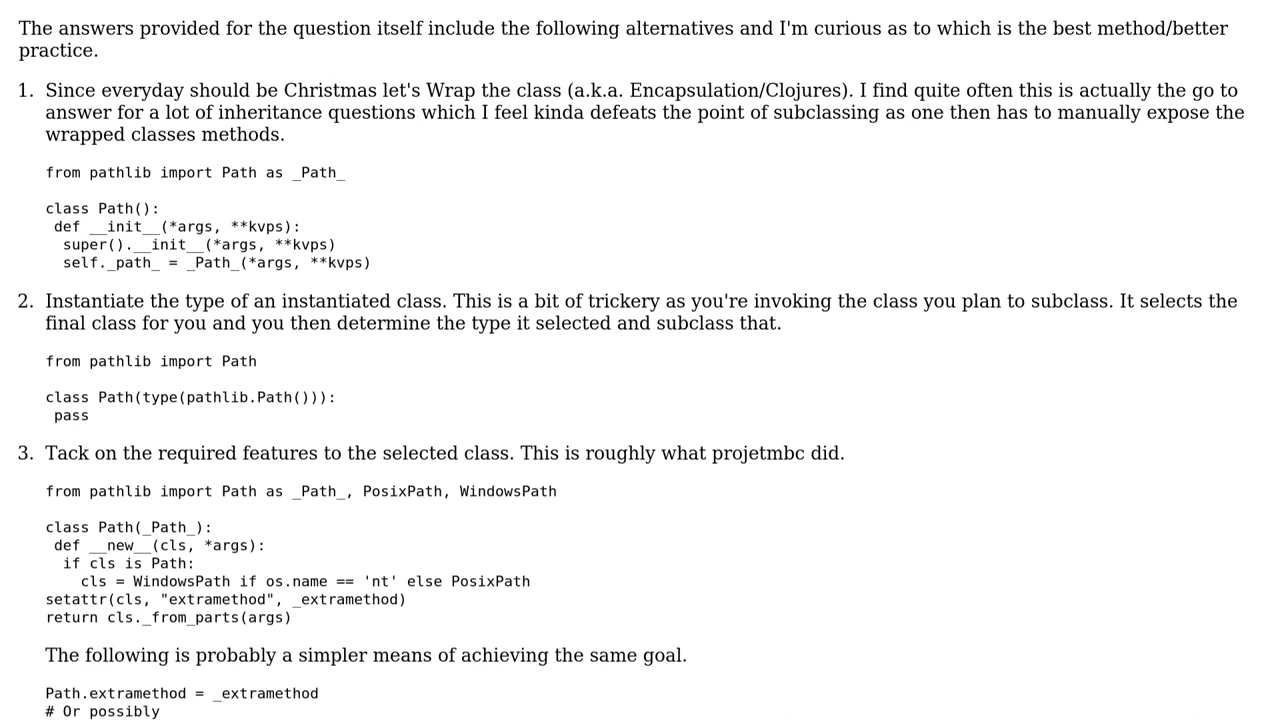 The answers provided for the question itself include the following alternatives and I'm curious as to which is the best method/better
practice.
1. Since everyday should be Christmas let's Wrap the class (a.k.a. Encapsulation/Clojures). I find quite often this is actually the go to
answer for a lot of inheritance questions which I feel kinda defeats the point of subclassing as one then has to manually expose the
wrapped classes methods.
from pathlib import Path as _Path_
class Path():
 def __init__(*args, **kvps):
  super().__init__(*args, **kvps)
  self._path_ = _Path_(*args, **kvps)
2. Instantiate the type of an instantiated class. This is a bit of trickery as you're invoking the class you plan to subclass. It selects the
final class for you and you then determine the type it selected and subclass that.
from pathlib import Path
class Path(type(pathlib.Path())):
 pass
3. Tack on the required features to the selected class. This is roughly what projetmbc did.
from pathlib import Path as _Path_, PosixPath, WindowsPath
class Path(_Path_):
 def __new__(cls, *args):
  if cls is Path:
    cls = WindowsPath if os.name == 'nt' else PosixPath
setattr(cls, "extramethod", _extramethod)
return cls._from_parts(args)
The following is probably a simpler means of achieving the same goal.
Path.extramethod = _extramethod
# Or possibly